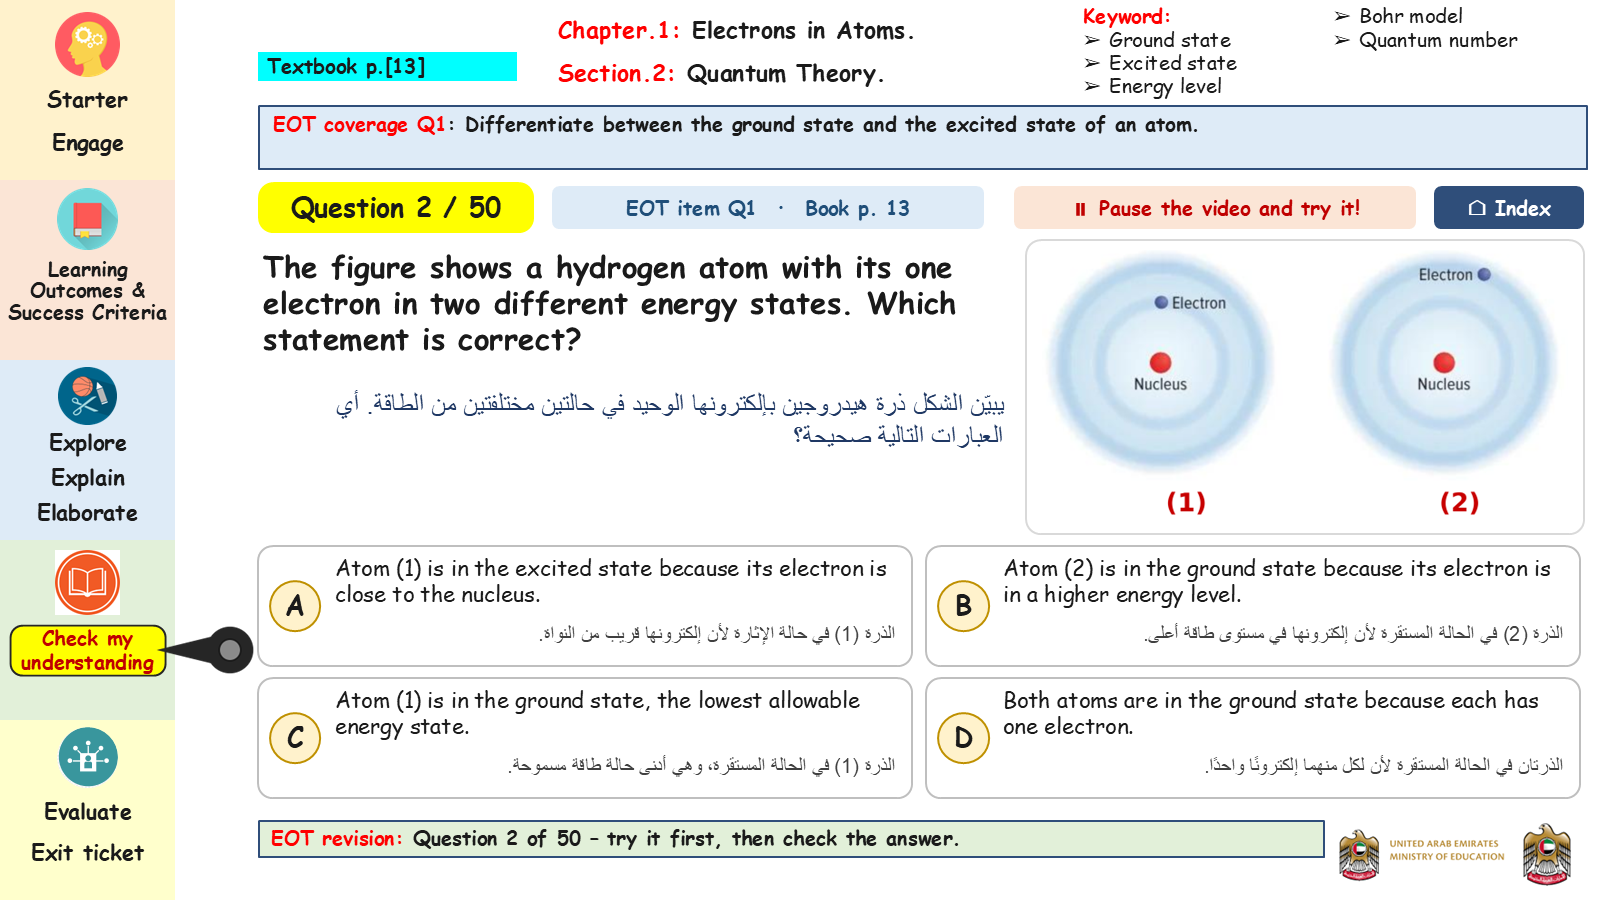 Starter
Engage
Learning
Outcomes &
Success Criteria
Explore
Explain
Elaborate
Check my
understanding
Evaluate
Exit ticket
Textbook p.[13]
Chapter.1: Electrons in Atoms.
Section.2: Quantum Theory.
Keyword:
➢ Ground state
➢ Excited state
➢ Energy level
➢ Bohr model
➢ Quantum number
EOT coverage Q1: Differentiate between the ground state and the excited state of an atom.
Question 2 / 50
EOT item Q1 · Book p. 13
⏸ Pause the video and try it!
⌂ Index
The figure shows a hydrogen atom with its one
electron in two different energy states. Which
statement is correct?
يبيّن الشكل ذرة هيدروجين بإلكترونها الوحيد في حالتين مختلفتين من الطاقة. أي
العبارات التالية صحيحة؟
Electron
Nucleus
(1)
Electron
Nucleus
(2)
A
Atom (1) is in the excited state because its electron is
close to the nucleus.
الذرة (1) في حالة الإثارة لأن إلكترونها قريب من النواة.
B
Atom (2) is in the ground state because its electron is
in a higher energy level.
الذرة (2) في الحالة المستقرة لأن إلكترونها في مستوى طاقة أعلى.
C
Atom (1) is in the ground state, the lowest allowable
energy state.
الذرة (1) في الحالة المستقرة، وهي أدنى حالة طاقة مسموحة.
D
Both atoms are in the ground state because each has
one electron.
الذرتان في الحالة المستقرة لأن لكل منهما إلكترونًا واحدًا.
EOT revision: Question 2 of 50 – try it first, then check the answer.
UNITED ARAB EMIRATES
MINISTRY OF EDUCATION